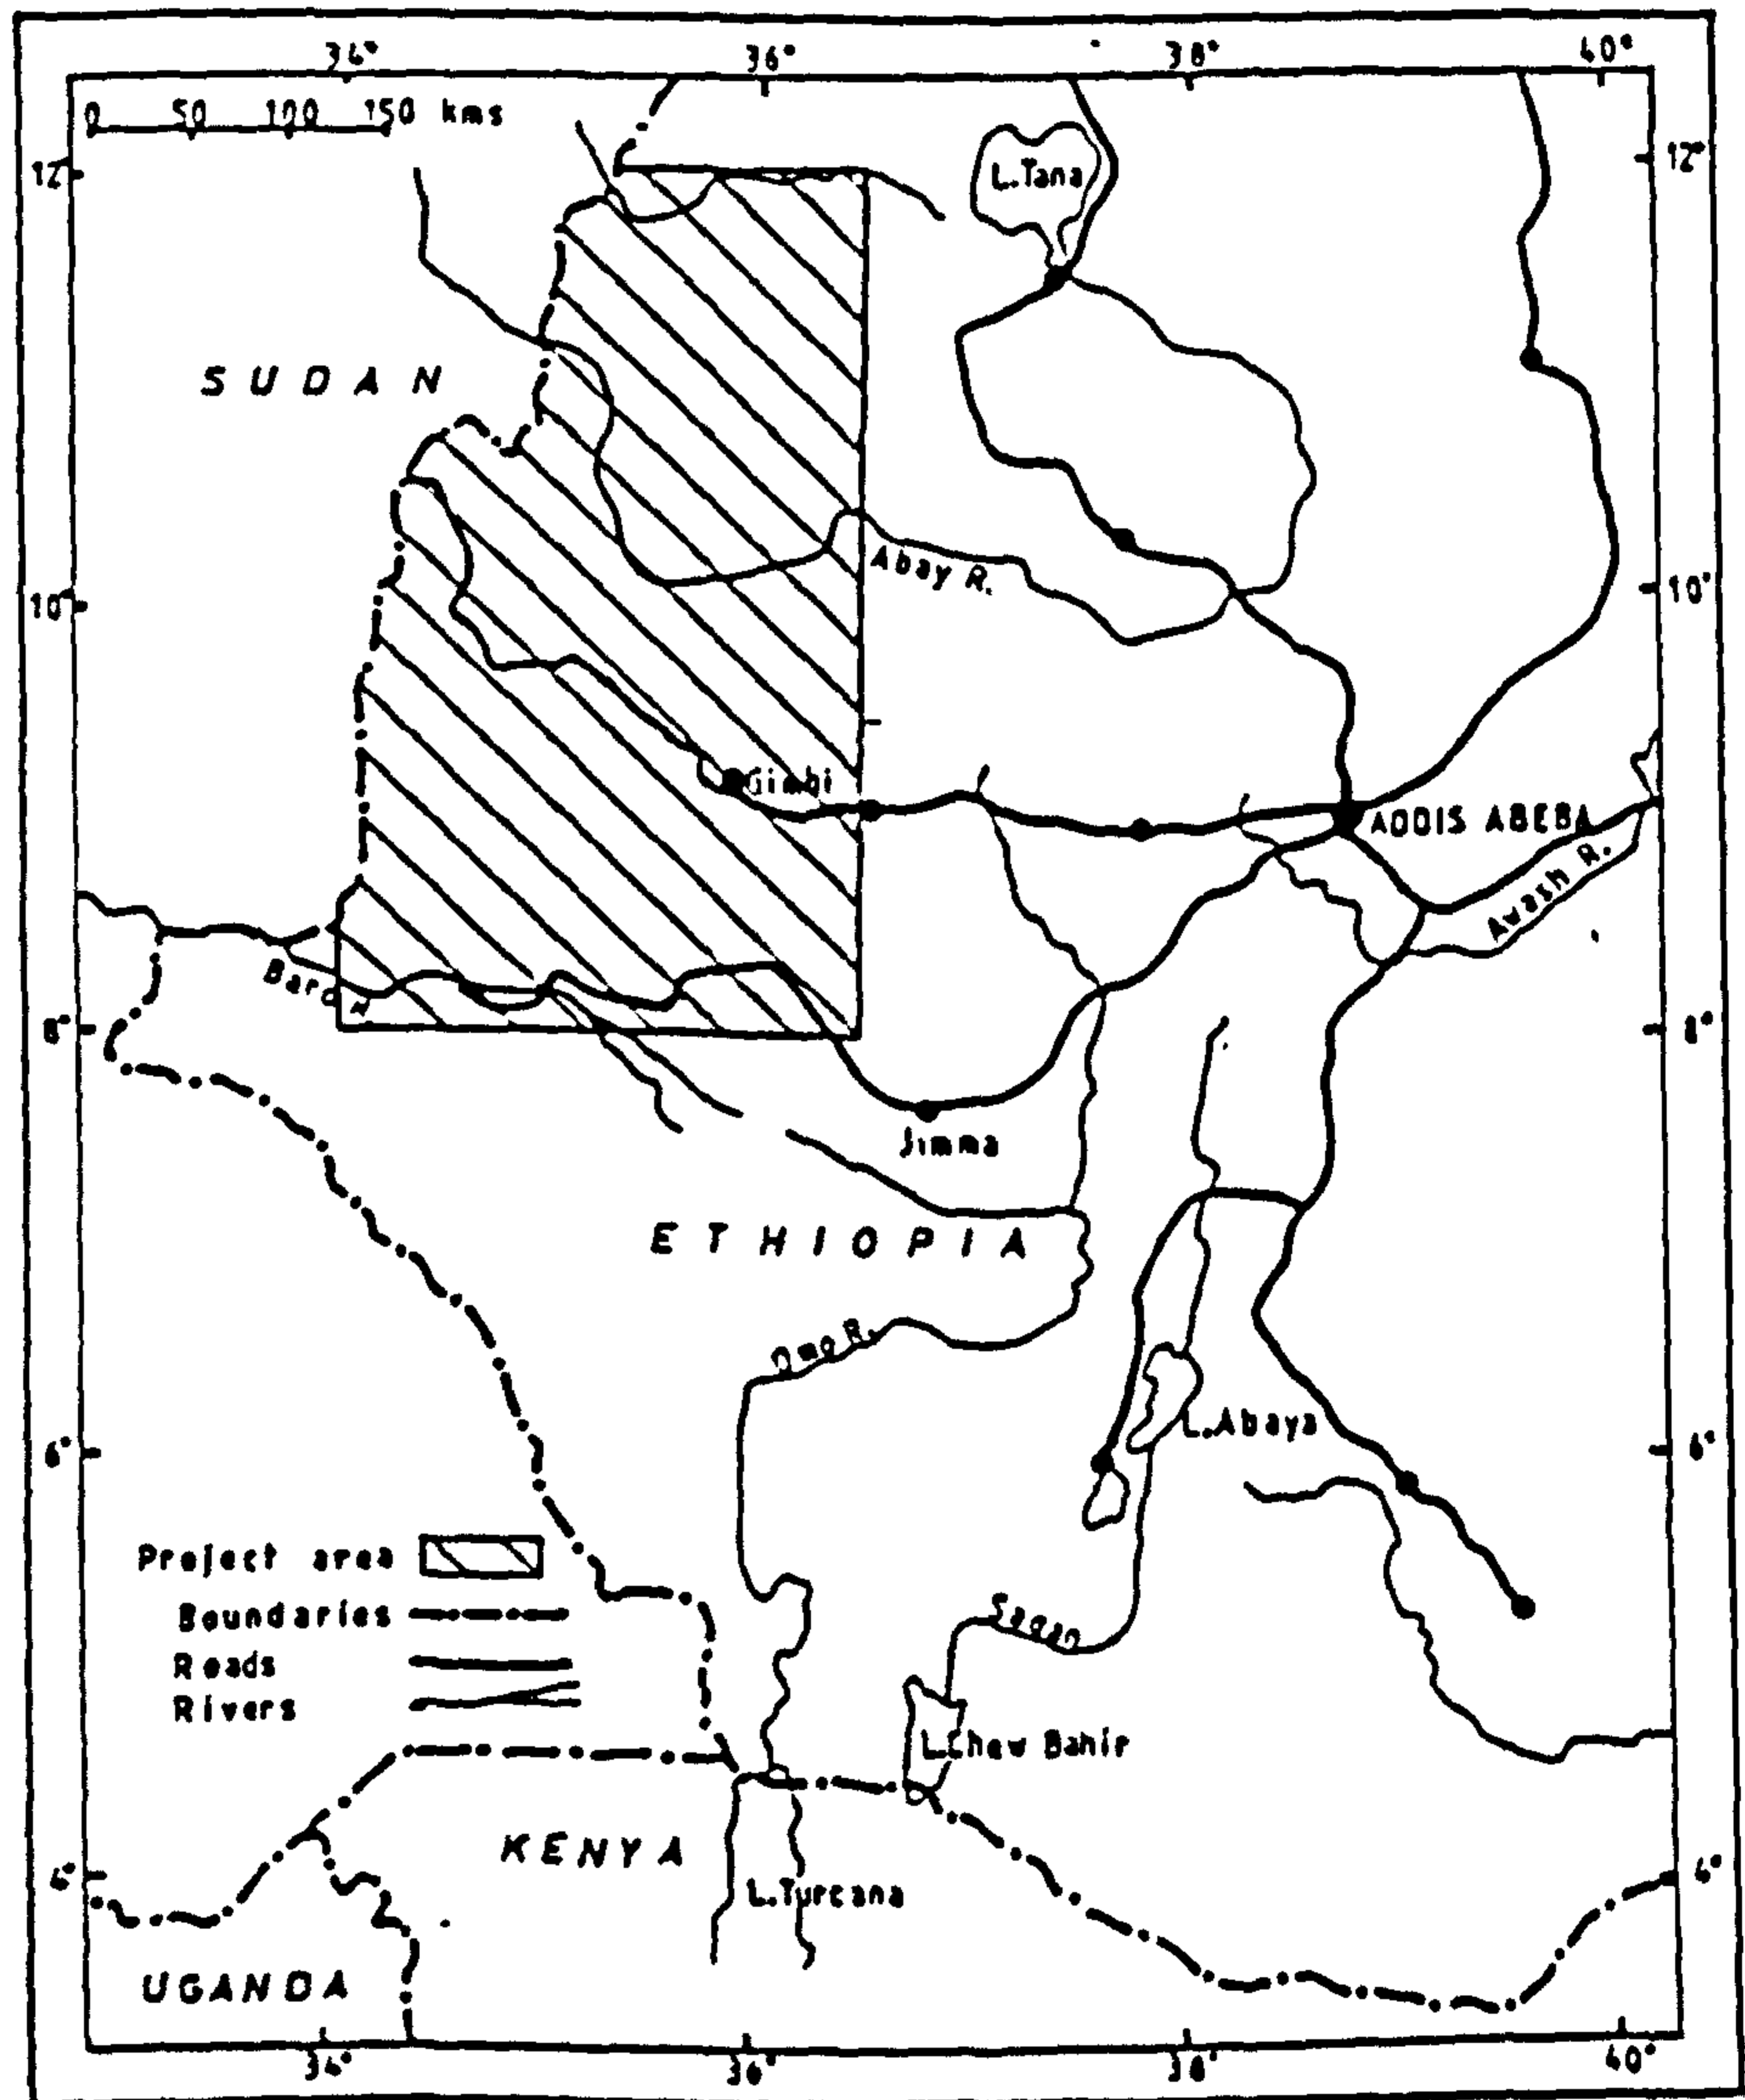 34° 36° 38° 40°
0 50 100 150 kms
12° 12°
L.Tana
SUDAN
Abay R.
10° 10°
Gimbi
ADDIS ABEBA
Awash R.
Baro
8° 8°
Jimma
ETHIOPIA
Omo R.
L.Abaya
6° 6°
Project area
Boundaries
Roads
Rivers
Sagan
L.Chew Bahir
KENYA
4° 4°
L.Turcana
UGANDA
34° 36° 38° 40°